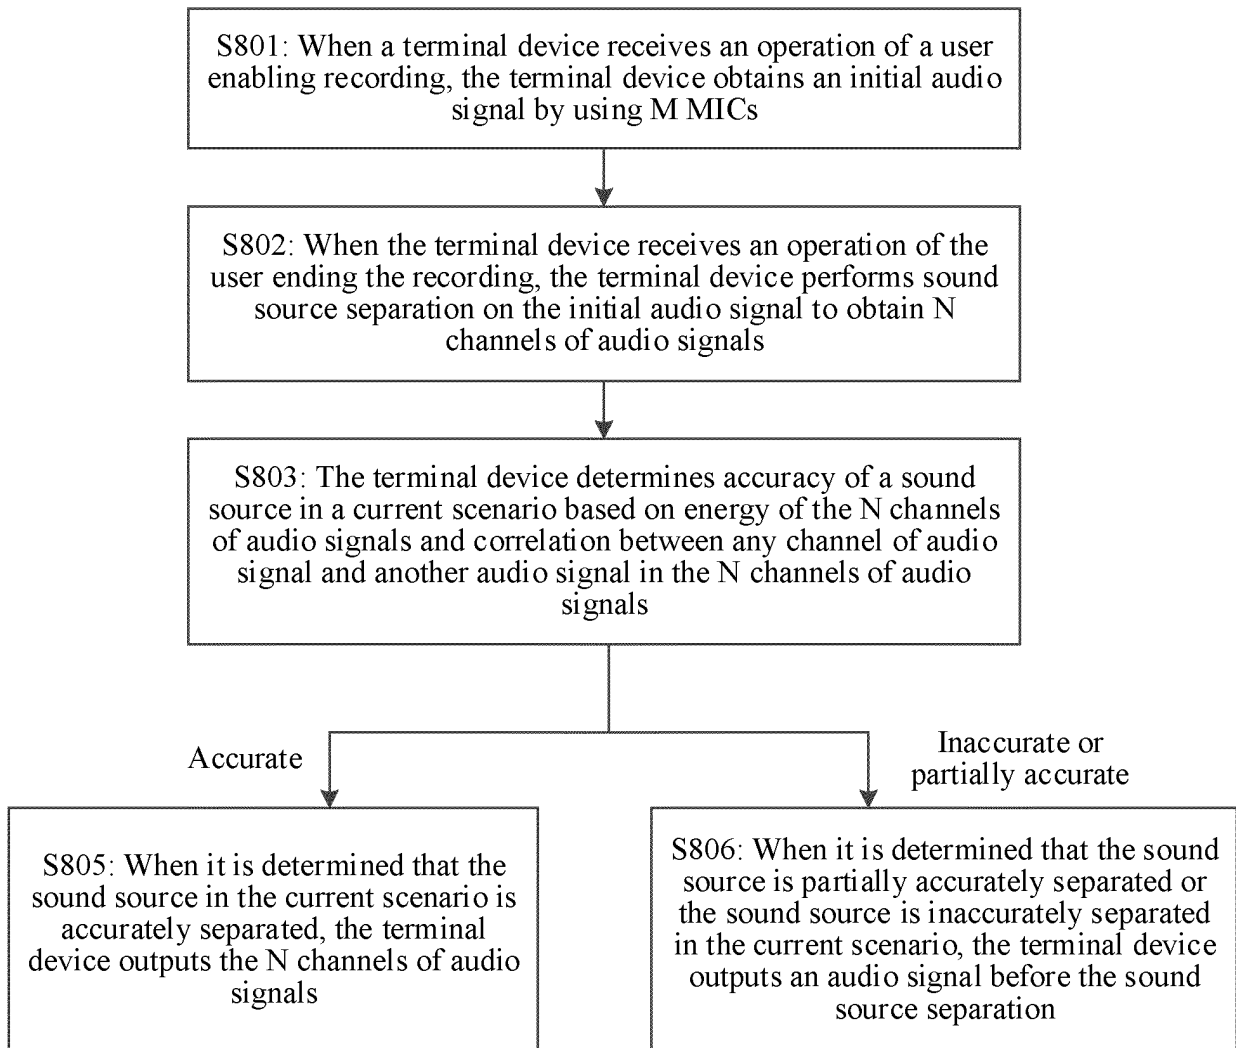 S801: When a terminal device receives an operation of a user
enabling recording, the terminal device obtains an initial audio
signal by using M MICs
S802: When the terminal device receives an operation of the
user ending the recording, the terminal device performs sound
source separation on the initial audio signal to obtain N
channels of audio signals
S803: The terminal device determines accuracy of a sound
source in a current scenario based on energy of the N channels
of audio signals and correlation between any channel of audio
signal and another audio signal in the N channels of audio
signals
Accurate
Inaccurate or
partially accurate
S805: When it is determined that the
sound source in the current scenario is
accurately separated, the terminal
device outputs the N channels of audio
signals
S806: When it is determined that the sound
source is partially accurately separated or
the sound source is inaccurately separated
in the current scenario, the terminal device
outputs an audio signal before the sound
source separation